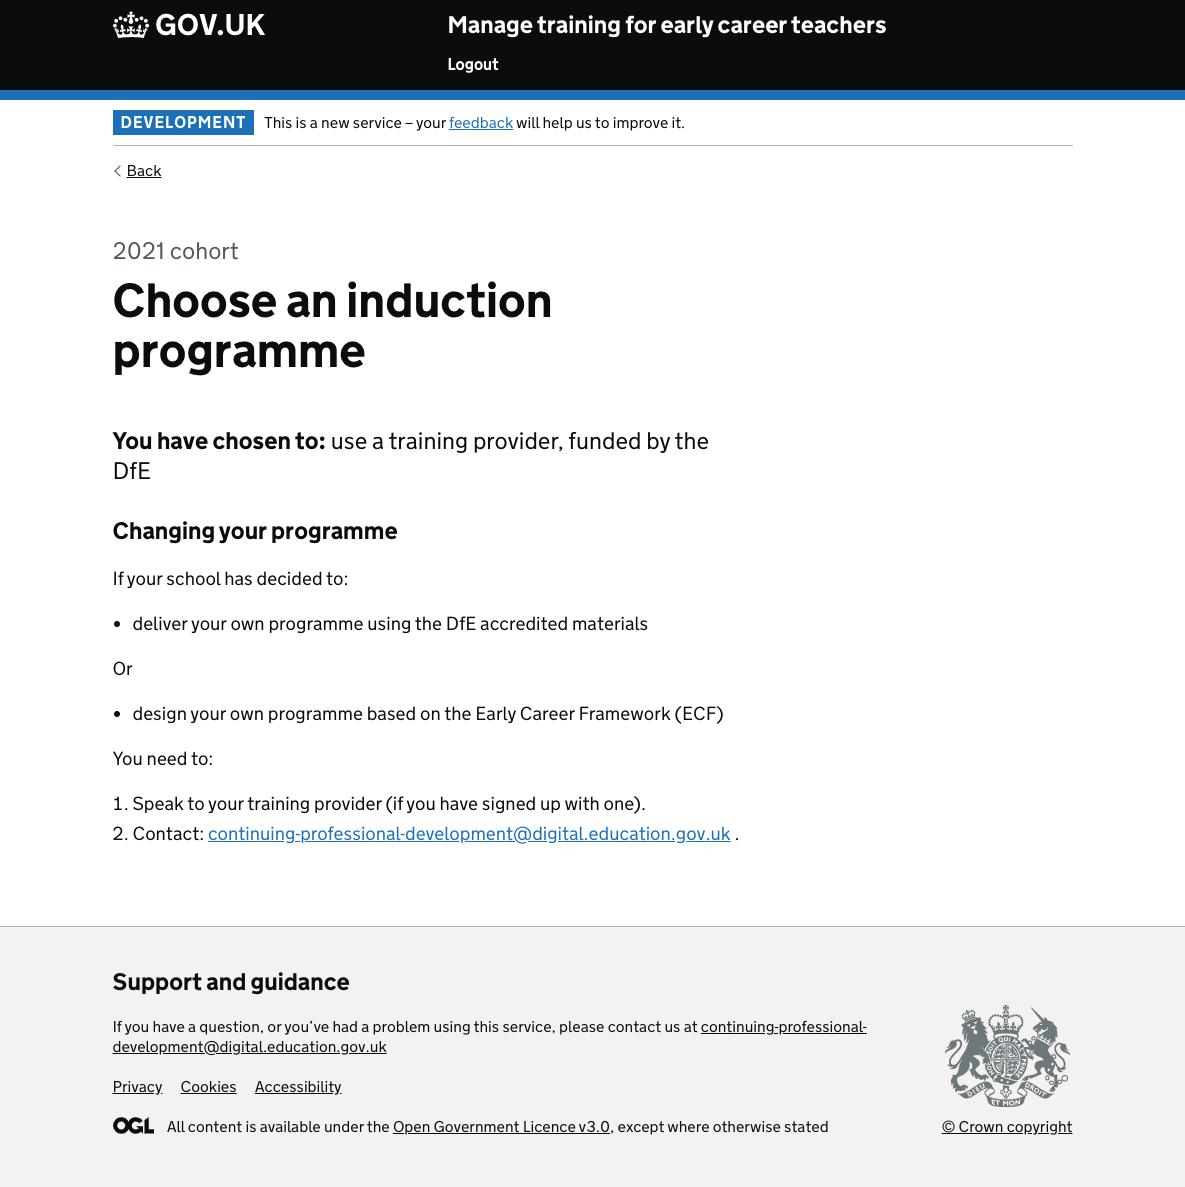 GOV.UK
Manage training for early career teachers
Logout
DEVELOPMENT This is a new service – your feedback will help us to improve it.
Back
2021 cohort
Choose an induction
programme
You have chosen to: use a training provider, funded by the
DfE
Changing your programme
If your school has decided to:
• deliver your own programme using the DfE accredited materials
Or
• design your own programme based on the Early Career Framework (ECF)
You need to:
1. Speak to your training provider (if you have signed up with one).
2. Contact: continuing-professional-development@digital.education.gov.uk .
Support and guidance
If you have a question, or you’ve had a problem using this service, please contact us at continuing-professional-
development@digital.education.gov.uk
Privacy Cookies Accessibility
OGL All content is available under the Open Government Licence v3.0, except where otherwise stated
DIEU ET MON DROIT
© Crown copyright